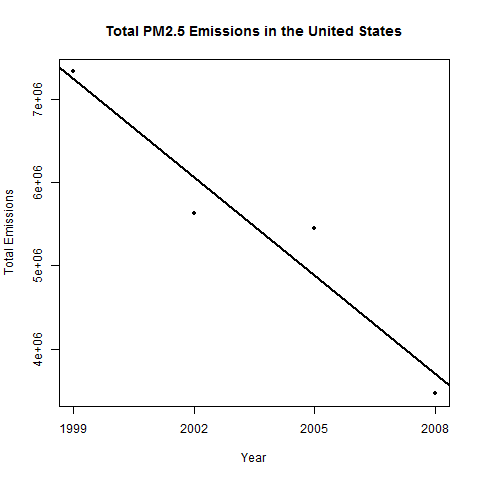 Total PM2.5 Emissions in the United States
Total Emissions
7e+06
6e+06
5e+06
4e+06
1999 2002 2005 2008
Year